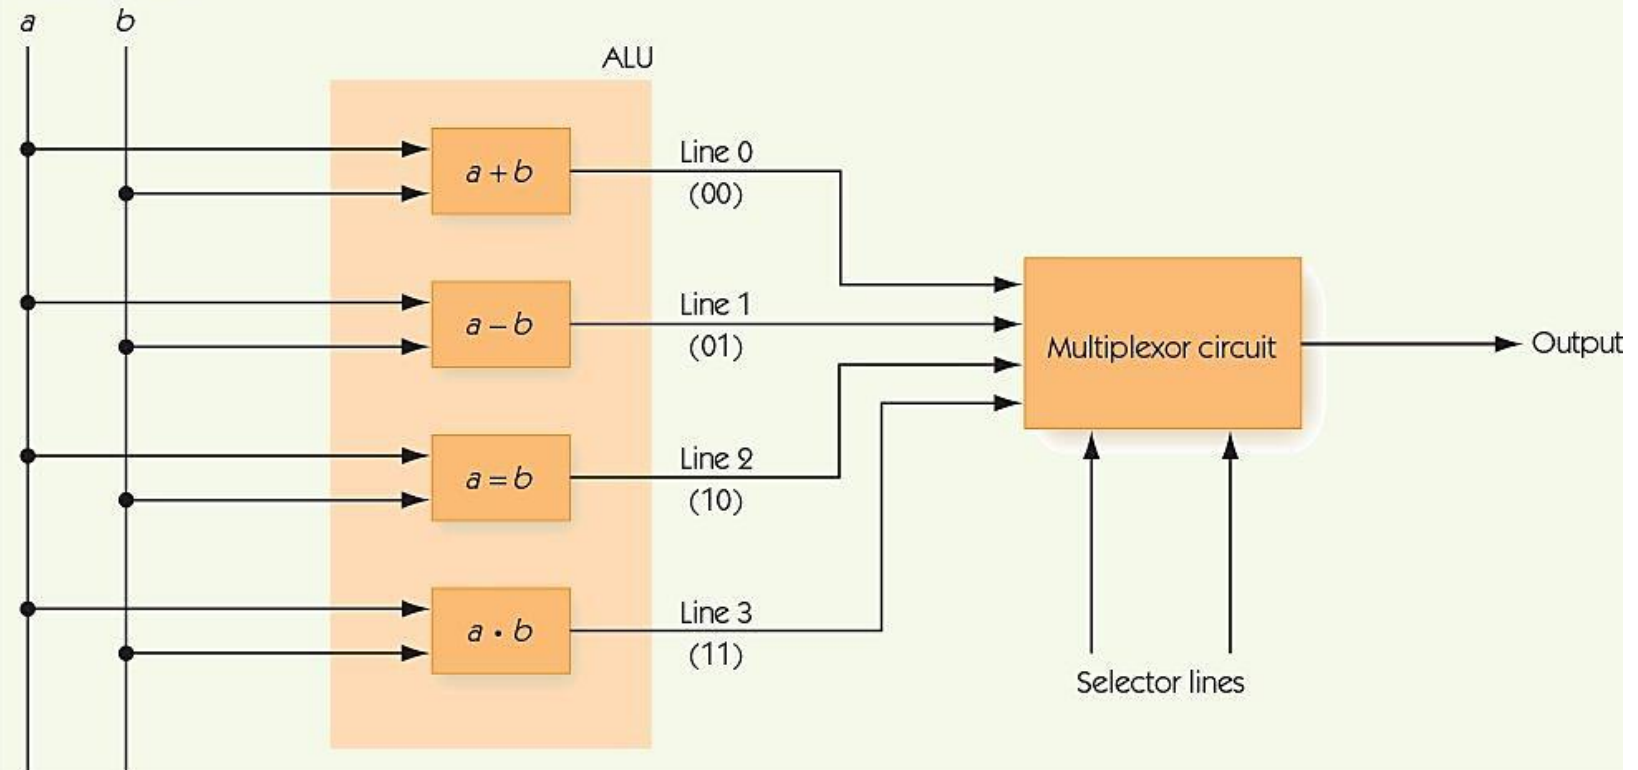 a
b
ALU
a + b
Line 0
(00)
a – b
Line 1
(01)
Multiplexor circuit
Output
a = b
Line 2
(10)
a • b
Line 3
(11)
Selector lines